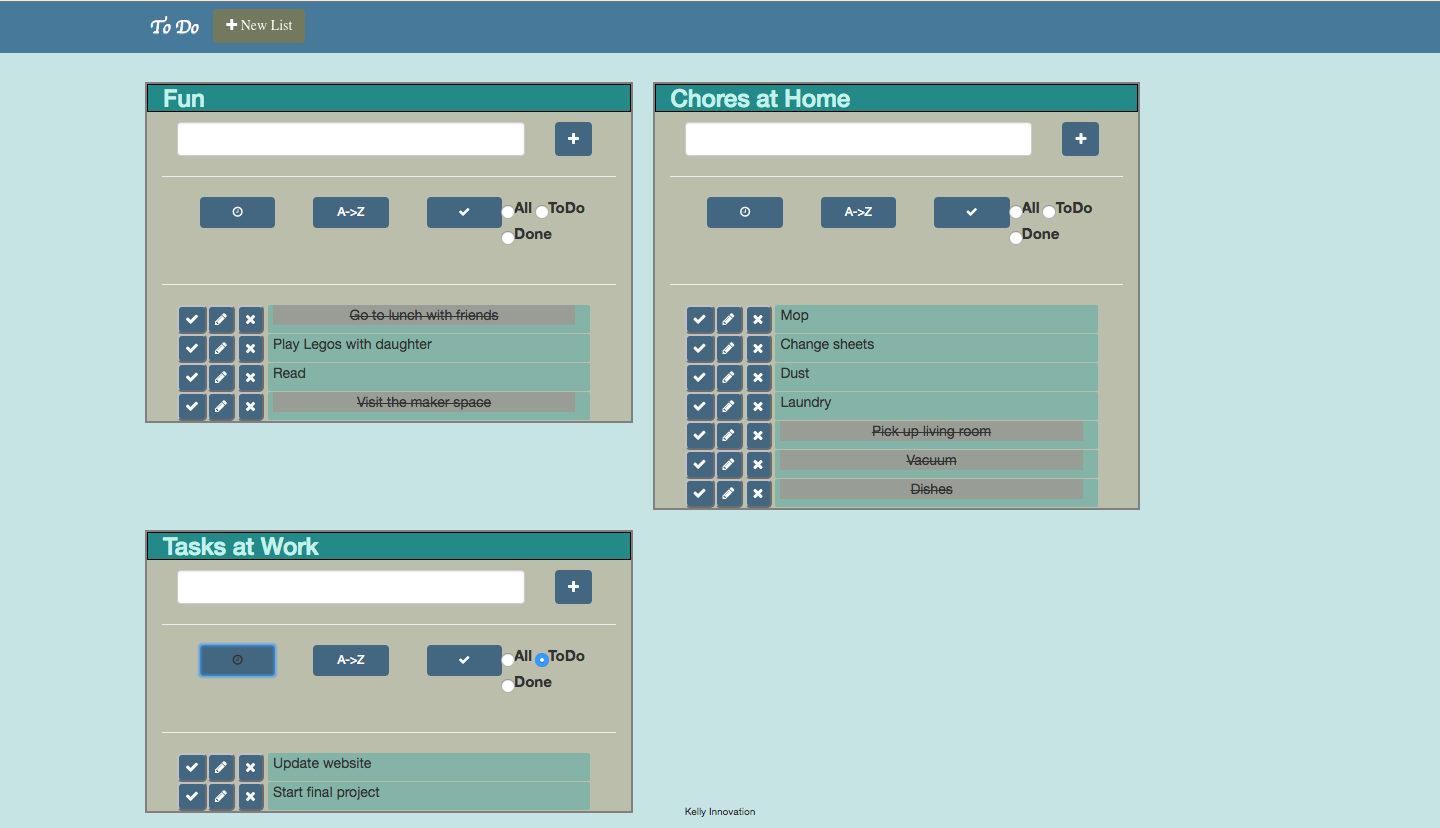 To Do
New List
Fun
A->Z
All ToDo
Done
Go to lunch with friends
Play Legos with daughter
Read
Visit the maker space
Chores at Home
A->Z
All ToDo
Done
Mop
Change sheets
Dust
Laundry
Pick up living room
Vacuum
Dishes
Tasks at Work
A->Z
All ToDo
Done
Update website
Start final project
Kelly Innovation